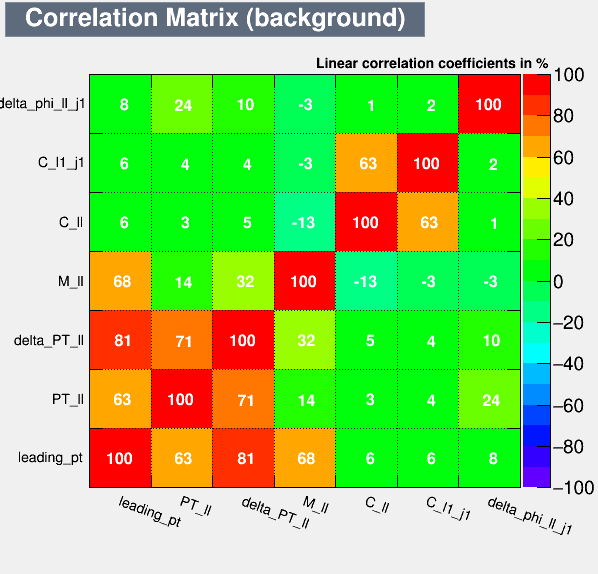 Correlation Matrix (background)
Linear correlation coefficients in %
delta_phi_ll_j1 8 24 10 -3 1 2 100
C_l1_j1 6 4 4 -3 63 100 2
C_ll 6 3 5 -13 100 63 1
M_ll 68 14 32 100 -13 -3 -3
delta_PT_ll 81 71 100 32 5 4 10
PT_ll 63 100 71 14 3 4 24
leading_pt 100 63 81 68 6 6 8
leading_pt PT_ll delta_PT_ll M_ll C_ll C_l1_j1 delta_phi_ll_j1
100
80
60
40
20
0
−20
−40
−60
−80
−100